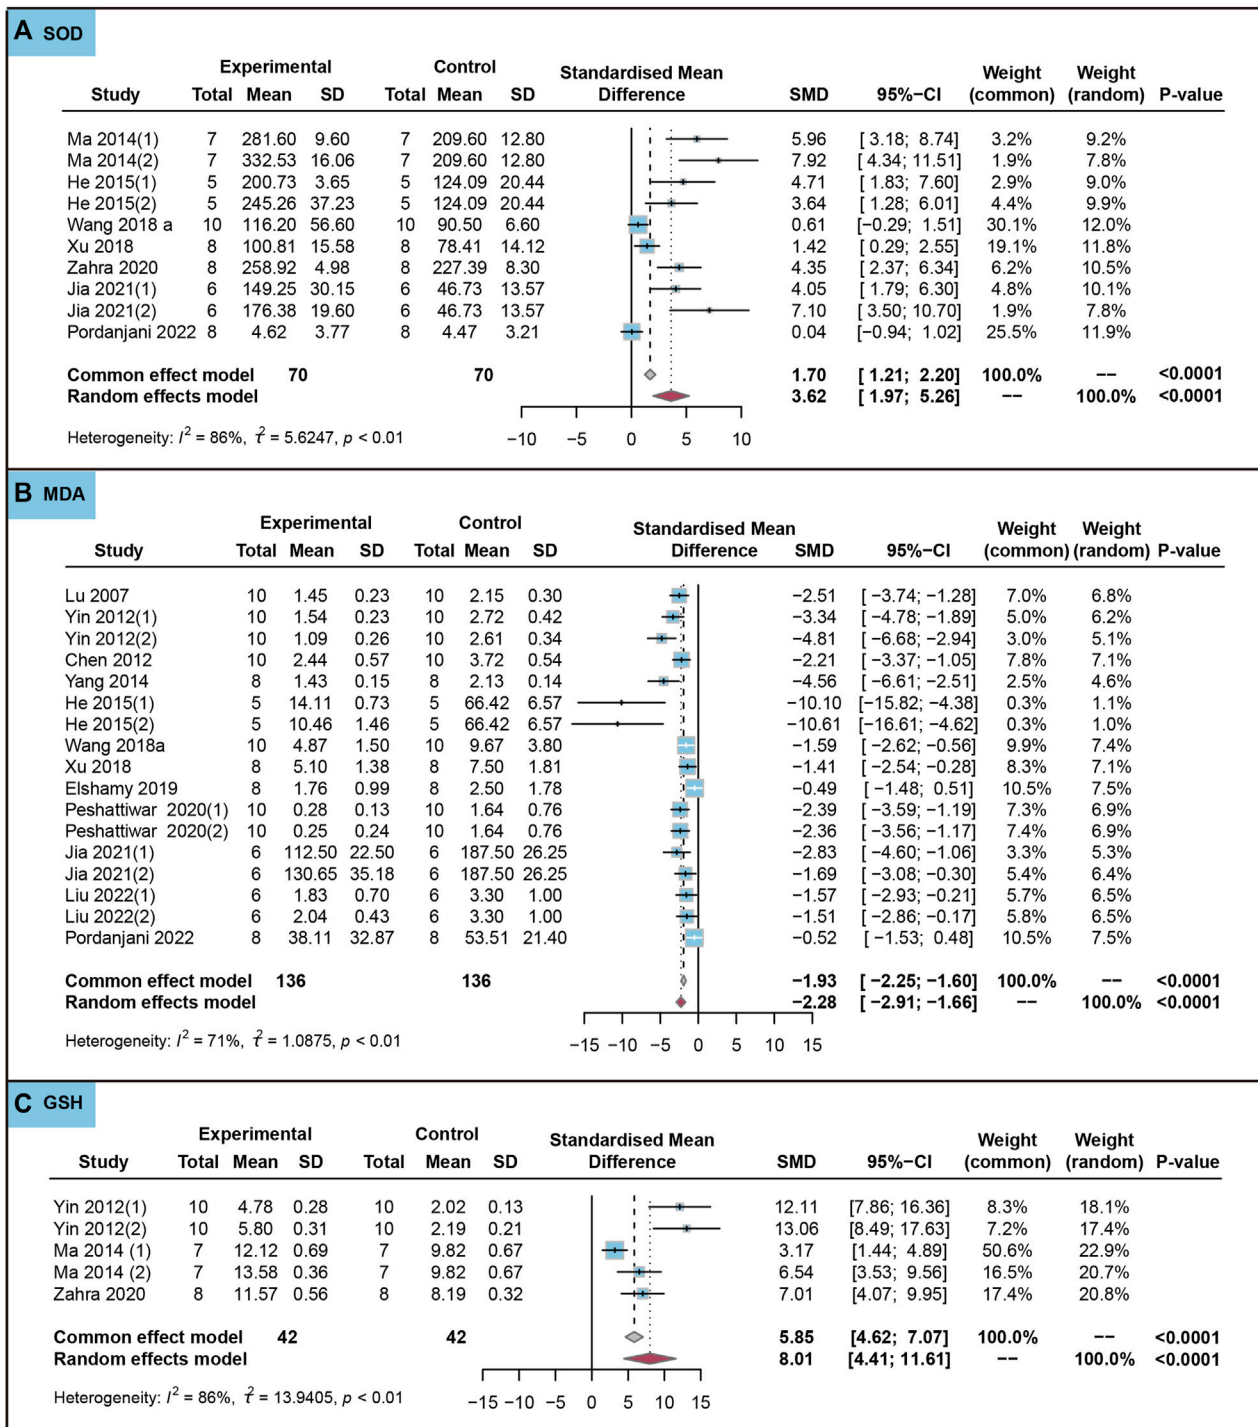 A SOD
Experimental Control Standardised Mean Weight Weight
Study Total Mean SD Total Mean SD Difference SMD 95%−CI (common) (random) P-value
Ma 2014(1) 7 281.60 9.60 7 209.60 12.80 5.96 [ 3.18; 8.74] 3.2% 9.2%
Ma 2014(2) 7 332.53 16.06 7 209.60 12.80 7.92 [ 4.34; 11.51] 1.9% 7.8%
He 2015(1) 5 200.73 3.65 5 124.09 20.44 4.71 [ 1.83; 7.60] 2.9% 9.0%
He 2015(2) 5 245.26 37.23 5 124.09 20.44 3.64 [ 1.28; 6.01] 4.4% 9.9%
Wang 2018 a 10 116.20 56.60 10 90.50 6.60 0.61 [−0.29; 1.51] 30.1% 12.0%
Xu 2018 8 100.81 15.58 8 78.41 14.12 1.42 [ 0.29; 2.55] 19.1% 11.8%
Zahra 2020 8 258.92 4.98 8 227.39 8.30 4.35 [ 2.37; 6.34] 6.2% 10.5%
Jia 2021(1) 6 149.25 30.15 6 46.73 13.57 4.05 [ 1.79; 6.30] 4.8% 10.1%
Jia 2021(2) 6 176.38 19.60 6 46.73 13.57 7.10 [ 3.50; 10.70] 1.9% 7.8%
Pordanjani 2022 8 4.62 3.77 8 4.47 3.21 0.04 [−0.94; 1.02] 25.5% 11.9%
Common effect model 70 70 1.70 [ 1.21; 2.20] 100.0% −− <0.0001
Random effects model 3.62 [ 1.97; 5.26] −− 100.0% <0.0001
Heterogeneity: I² = 86%, τ² = 5.6247, p < 0.01
−10 −5 0 5 10
B MDA
Experimental Control Standardised Mean Weight Weight
Study Total Mean SD Total Mean SD Difference SMD 95%−CI (common) (random) P-value
Lu 2007 10 1.45 0.23 10 2.15 0.30 −2.51 [ −3.74; −1.28] 7.0% 6.8%
Yin 2012(1) 10 1.54 0.23 10 2.72 0.42 −3.34 [ −4.78; −1.89] 5.0% 6.2%
Yin 2012(2) 10 1.09 0.26 10 2.61 0.34 −4.81 [ −6.68; −2.94] 3.0% 5.1%
Chen 2012 10 2.44 0.57 10 3.72 0.54 −2.21 [ −3.37; −1.05] 7.8% 7.1%
Yang 2014 8 1.43 0.15 8 2.13 0.14 −4.56 [ −6.61; −2.51] 2.5% 4.6%
He 2015(1) 5 14.11 0.73 5 66.42 6.57 −10.10 [−15.82; −4.38] 0.3% 1.1%
He 2015(2) 5 10.46 1.46 5 66.42 6.57 −10.61 [−16.61; −4.62] 0.3% 1.0%
Wang 2018a 10 4.87 1.50 10 9.67 3.80 −1.59 [ −2.62; −0.56] 9.9% 7.4%
Xu 2018 8 5.10 1.38 8 7.50 1.81 −1.41 [ −2.54; −0.28] 8.3% 7.1%
Elshamy 2019 8 1.76 0.99 8 2.50 1.78 −0.49 [ −1.48; 0.51] 10.5% 7.5%
Peshattiwar 2020(1) 10 0.28 0.13 10 1.64 0.76 −2.39 [ −3.59; −1.19] 7.3% 6.9%
Peshattiwar 2020(2) 10 0.25 0.24 10 1.64 0.76 −2.36 [ −3.56; −1.17] 7.4% 6.9%
Jia 2021(1) 6 112.50 22.50 6 187.50 26.25 −2.83 [ −4.60; −1.06] 3.3% 5.3%
Jia 2021(2) 6 130.65 35.18 6 187.50 26.25 −1.69 [ −3.08; −0.30] 5.4% 6.4%
Liu 2022(1) 6 1.83 0.70 6 3.30 1.00 −1.57 [ −2.93; −0.21] 5.7% 6.5%
Liu 2022(2) 6 2.04 0.43 6 3.30 1.00 −1.51 [ −2.86; −0.17] 5.8% 6.5%
Pordanjani 2022 8 38.11 32.87 8 53.51 21.40 −0.52 [ −1.53; 0.48] 10.5% 7.5%
Common effect model 136 136 −1.93 [ −2.25; −1.60] 100.0% −− <0.0001
Random effects model −2.28 [ −2.91; −1.66] −− 100.0% <0.0001
Heterogeneity: I² = 71%, τ² = 1.0875, p < 0.01
−15 −10 −5 0 5 10 15
C GSH
Experimental Control Standardised Mean Weight Weight
Study Total Mean SD Total Mean SD Difference SMD 95%−CI (common) (random) P-value
Yin 2012(1) 10 4.78 0.28 10 2.02 0.13 12.11 [7.86; 16.36] 8.3% 18.1%
Yin 2012(2) 10 5.80 0.31 10 2.19 0.21 13.06 [8.49; 17.63] 7.2% 17.4%
Ma 2014 (1) 7 12.12 0.69 7 9.82 0.67 3.17 [1.44; 4.89] 50.6% 22.9%
Ma 2014 (2) 7 13.58 0.36 7 9.82 0.67 6.54 [3.53; 9.56] 16.5% 20.7%
Zahra 2020 8 11.57 0.56 8 8.19 0.32 7.01 [4.07; 9.95] 17.4% 20.8%
Common effect model 42 42 5.85 [4.62; 7.07] 100.0% −− <0.0001
Random effects model 8.01 [4.41; 11.61] −− 100.0% <0.0001
Heterogeneity: I² = 86%, τ² = 13.9405, p < 0.01
−15 −10 −5 0 5 10 15